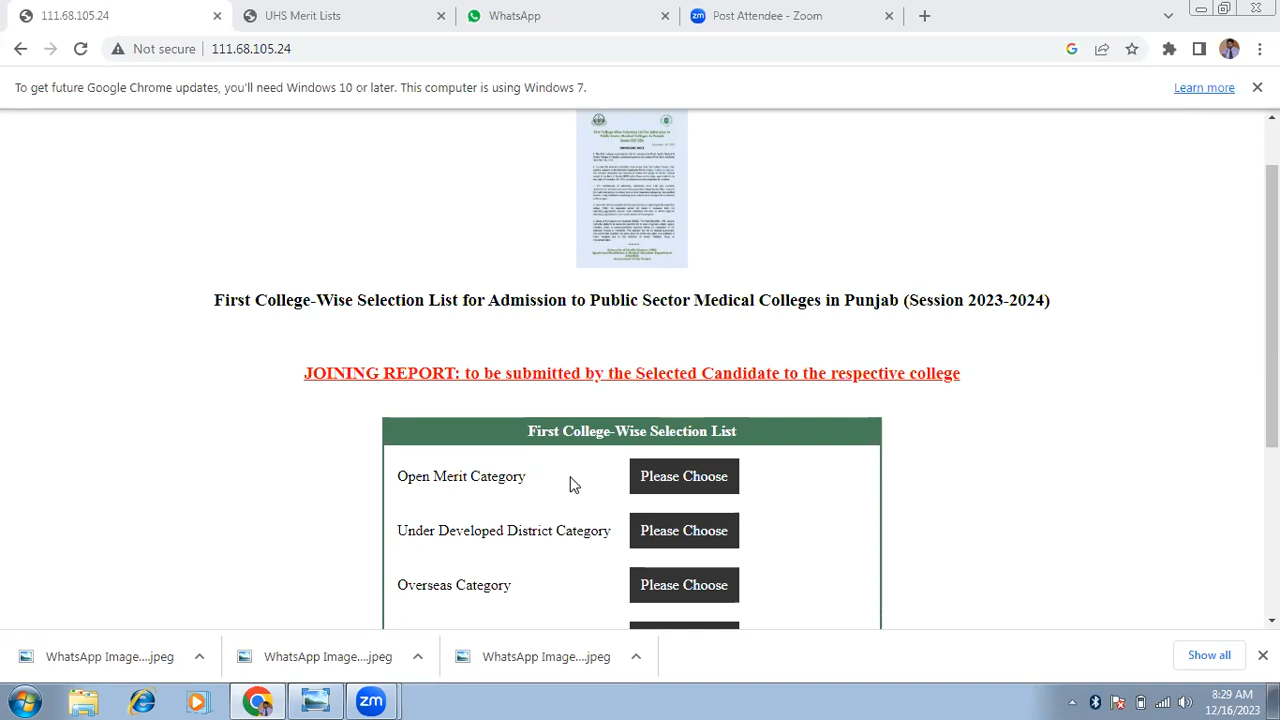 111.68.105.24
UHS Merit Lists
WhatsApp
zm
Post Attendee - Zoom
Not secure
111.68.105.24
To get future Google Chrome updates, you'll need Windows 10 or later. This computer is using Windows 7.
Learn more
First College-Wise Selection List for Admission to Public Sector Medical Colleges in Punjab (Session 2023-2024)
JOINING REPORT: to be submitted by the Selected Candidate to the respective college
First College-Wise Selection List
Open Merit Category
Please Choose
Under Developed District Category
Please Choose
Overseas Category
Please Choose
WhatsApp Image....jpeg
WhatsApp Image....jpeg
WhatsApp Image....jpeg
Show all
zm
8:29 AM
12/16/2023